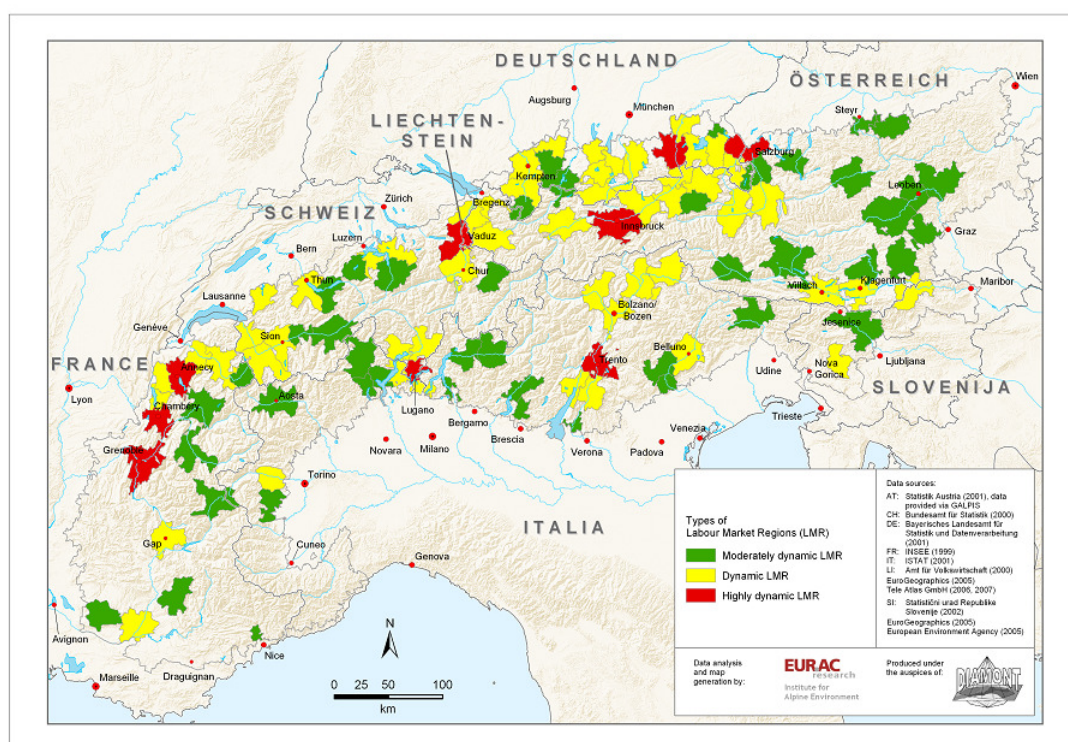 DEUTSCHLAND
ÖSTERREICH
Wien
Augsburg
München
Steyr
LIECHTEN-
STEIN
Salzburg
Kempten
Leoben
Zürich
Bregenz
SCHWEIZ
Innsbruck
Graz
Luzern
Vaduz
Bern
Chur
Thun
Villach
Klagenfurt
Maribor
Lausanne
Bolzano/
Bozen
Jesenice
Genéve
Sion
Belluno
FRANCE
Annecy
Trento
Nova
Gorica
Ljubljana
Udine
SLOVENIJA
Lyon
Aosta
Chambery
Lugano
Trieste
Bergamo
Brescia
Venezia
Grenoble
Novara
Milano
Verona
Padova
Torino
ITALIA
Gap
Cuneo
Genova
Avignon
Nice
Draguignan
Marseille
N
0 25 50 100
km
Types of
Labour Market Regions (LMR)
Moderately dynamic LMR
Dynamic LMR
Highly dynamic LMR
Data sources:
AT: Statistik Austria (2001), data
provided via GALPIS
CH: Bundesamt für Statistik (2000)
DE: Bayerisches Landesamt für
Statistik und Datenverarbeitung
(2001)
FR: INSEE (1999)
IT: ISTAT (2001)
LI: Amt für Volkswirtschaft (2000)
EuroGeographics (2005)
Tele Atlas GmbH (2006, 2007)
SI: Statistični urad Republike
Slovenije (2002)
EuroGeographics (2005)
European Environment Agency (2005)
Data analysis
and map
generation by:
EURAC
research
Institute for
Alpine Environment
Produced under
the auspices of:
DIAMONT